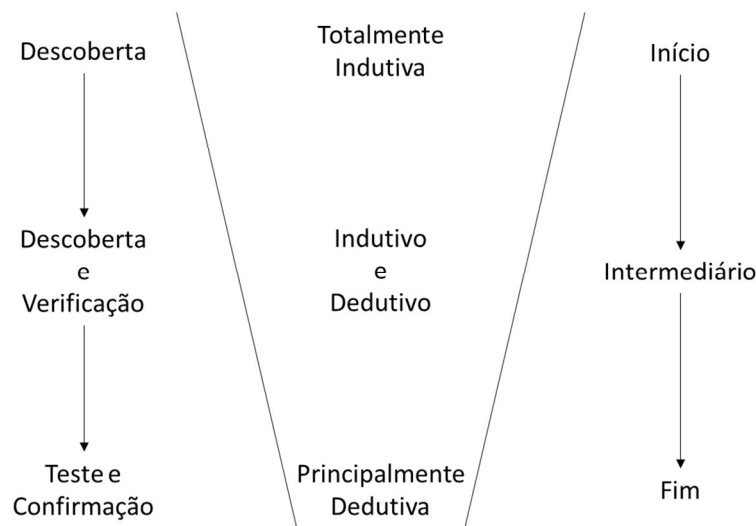 Descoberta
Totalmente
Indutiva
Início
Descoberta
e
Verificação
Indutivo
e
Dedutivo
Intermediário
Teste e
Confirmação
Principalmente
Dedutiva
Fim